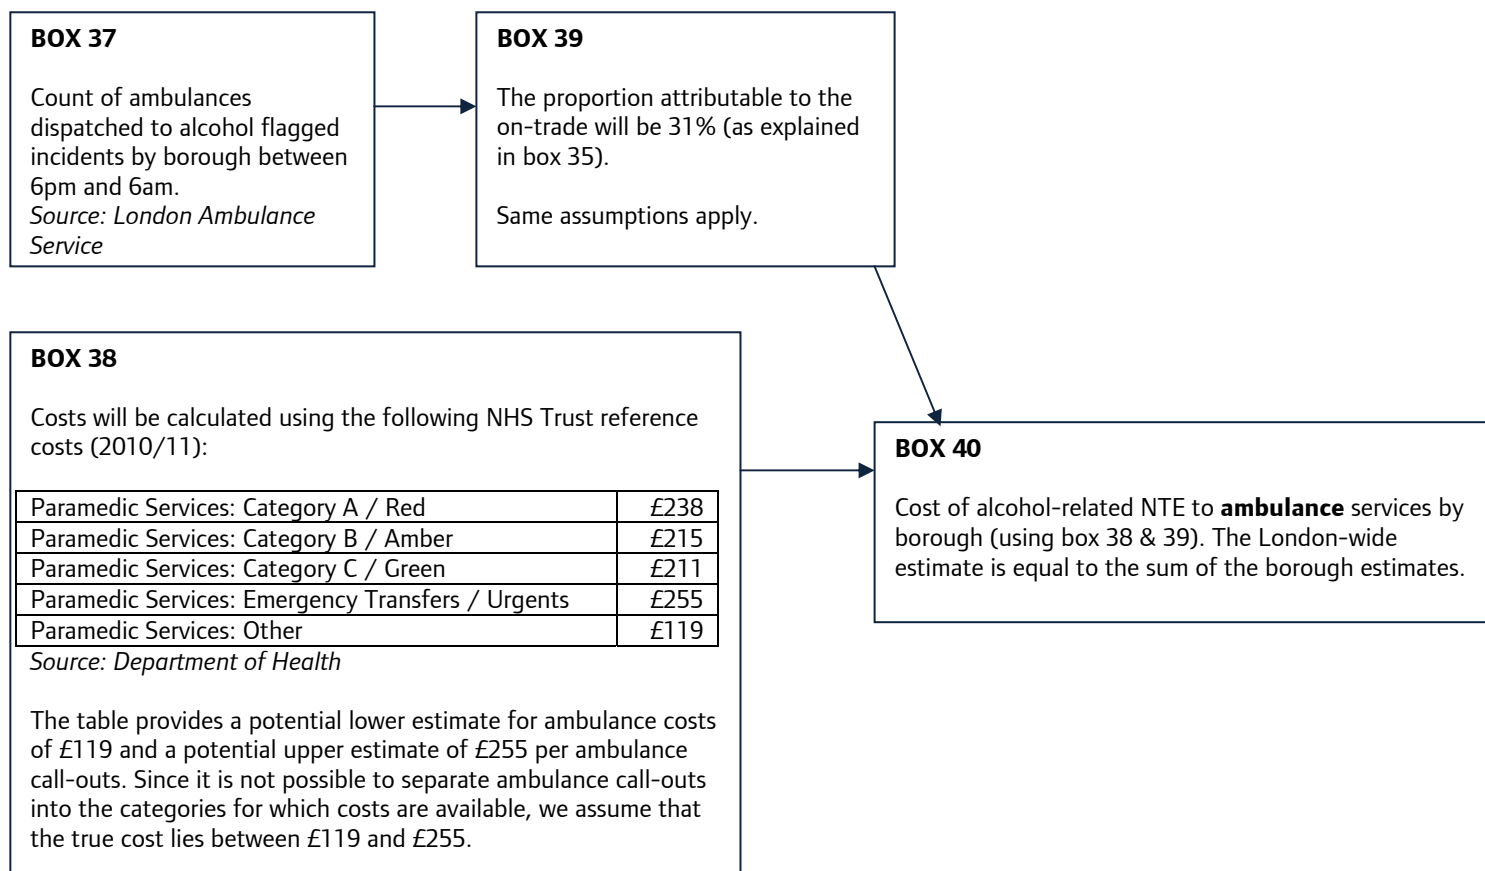 BOX 37
Count of ambulances
dispatched to alcohol flagged
incidents by borough between
6pm and 6am.
Source: London Ambulance
Service
BOX 39
The proportion attributable to the
on-trade will be 31% (as explained
in box 35).
Same assumptions apply.
BOX 38
Costs will be calculated using the following NHS Trust reference
costs (2010/11):
Paramedic Services: Category A / Red £238
Paramedic Services: Category B / Amber £215
Paramedic Services: Category C / Green £211
Paramedic Services: Emergency Transfers / Urgents £255
Paramedic Services: Other £119
Source: Department of Health
The table provides a potential lower estimate for ambulance costs
of £119 and a potential upper estimate of £255 per ambulance
call-outs. Since it is not possible to separate ambulance call-outs
into the categories for which costs are available, we assume that
the true cost lies between £119 and £255.
BOX 40
Cost of alcohol-related NTE to ambulance services by
borough (using box 38 & 39). The London-wide
estimate is equal to the sum of the borough estimates.